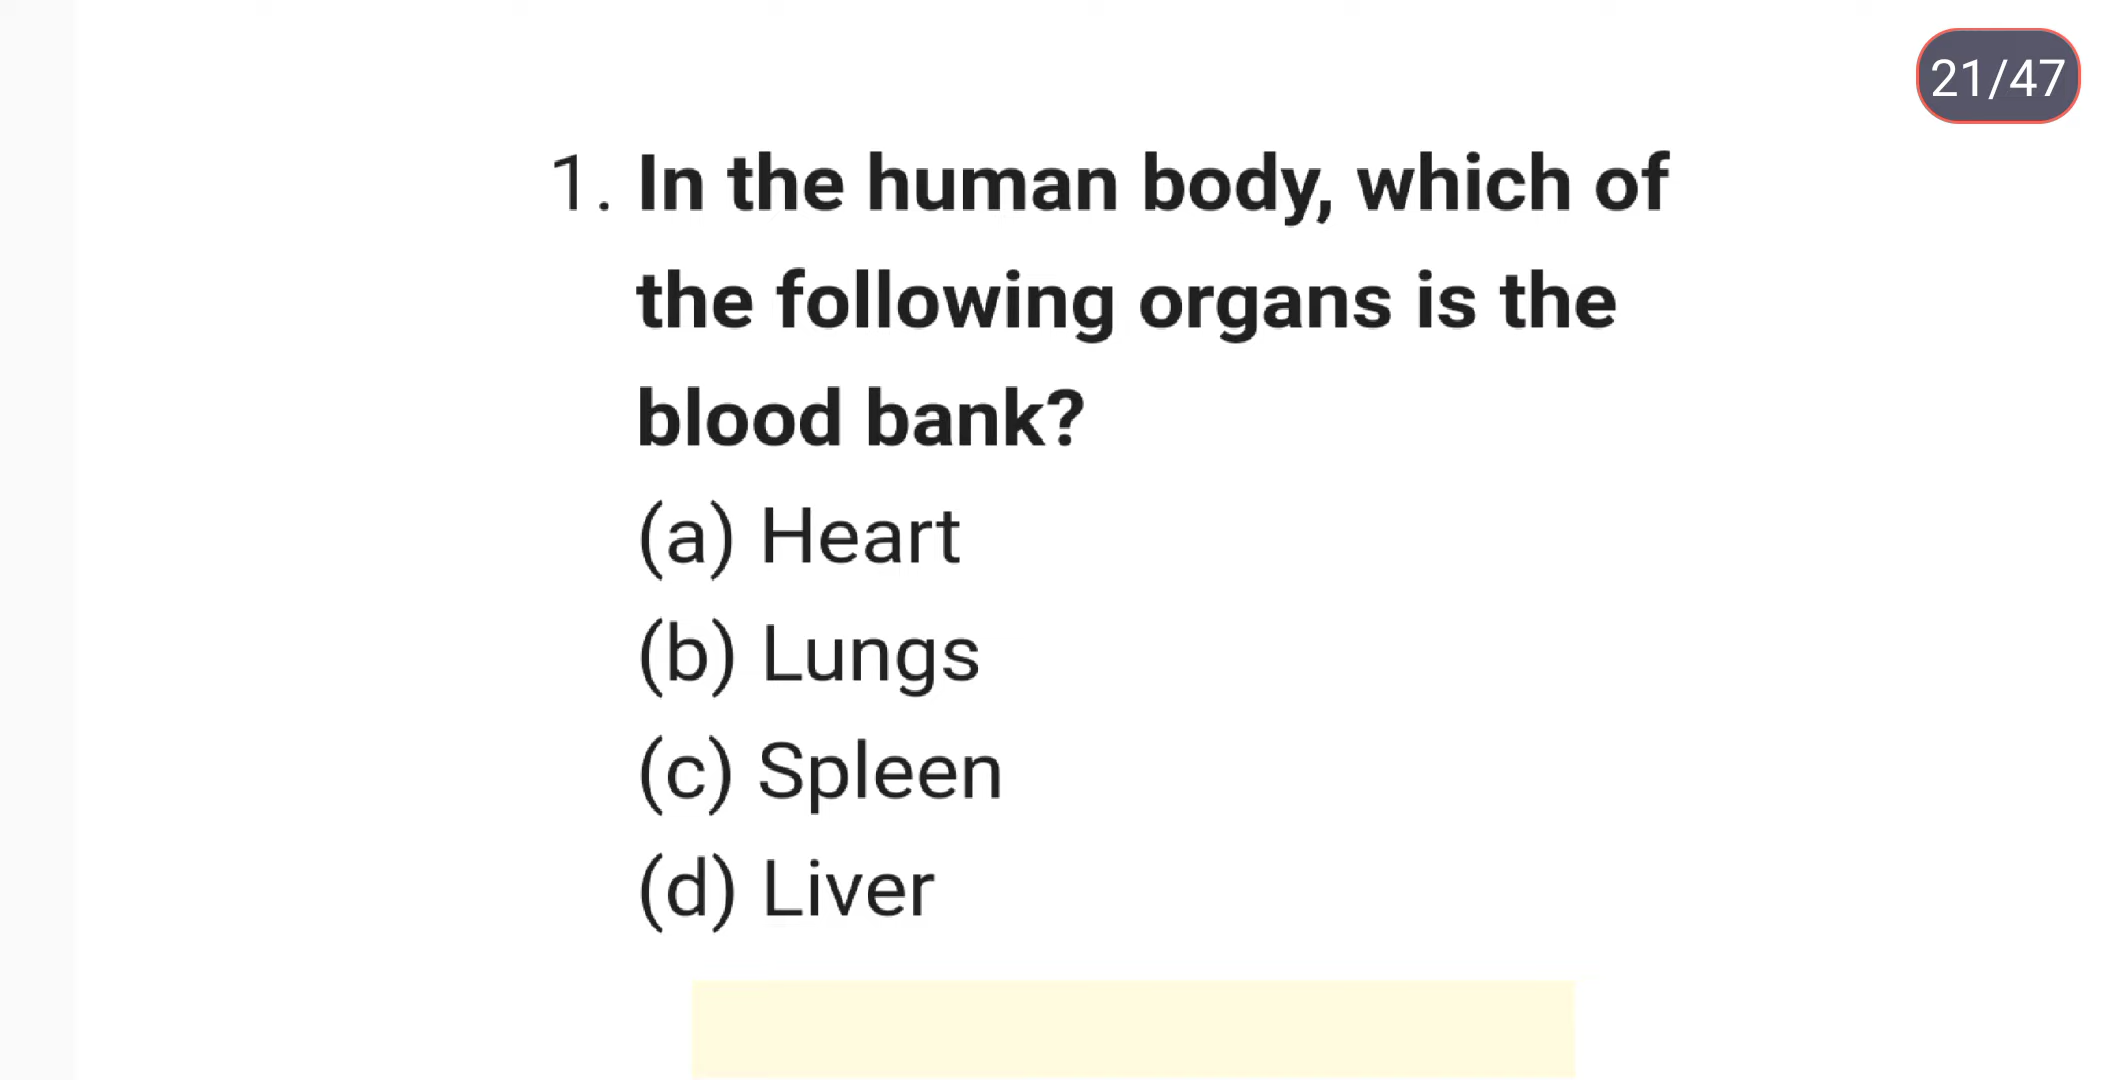 21/47
1. In the human body, which of
the following organs is the
blood bank?
(a) Heart
(b) Lungs
(c) Spleen
(d) Liver